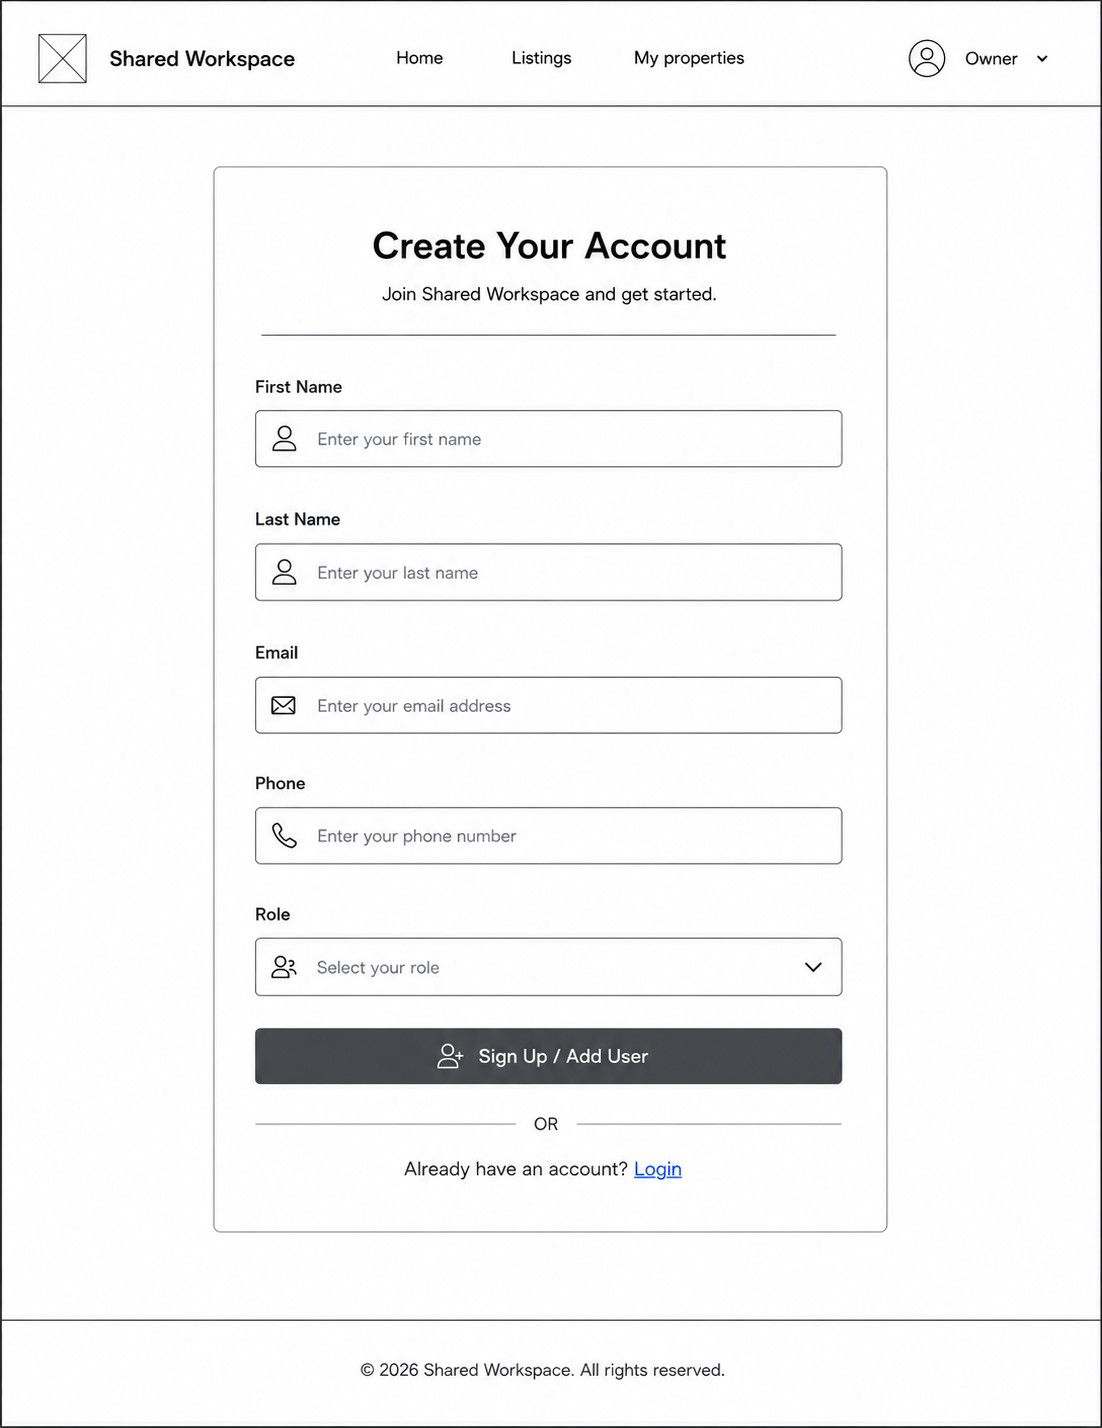 Shared Workspace
Home
Listings
My properties
Owner
Create Your Account
Join Shared Workspace and get started.
First Name
Enter your first name
Last Name
Enter your last name
Email
Enter your email address
Phone
Enter your phone number
Role
Select your role
Sign Up / Add User
OR
Already have an account? Login
© 2026 Shared Workspace. All rights reserved.